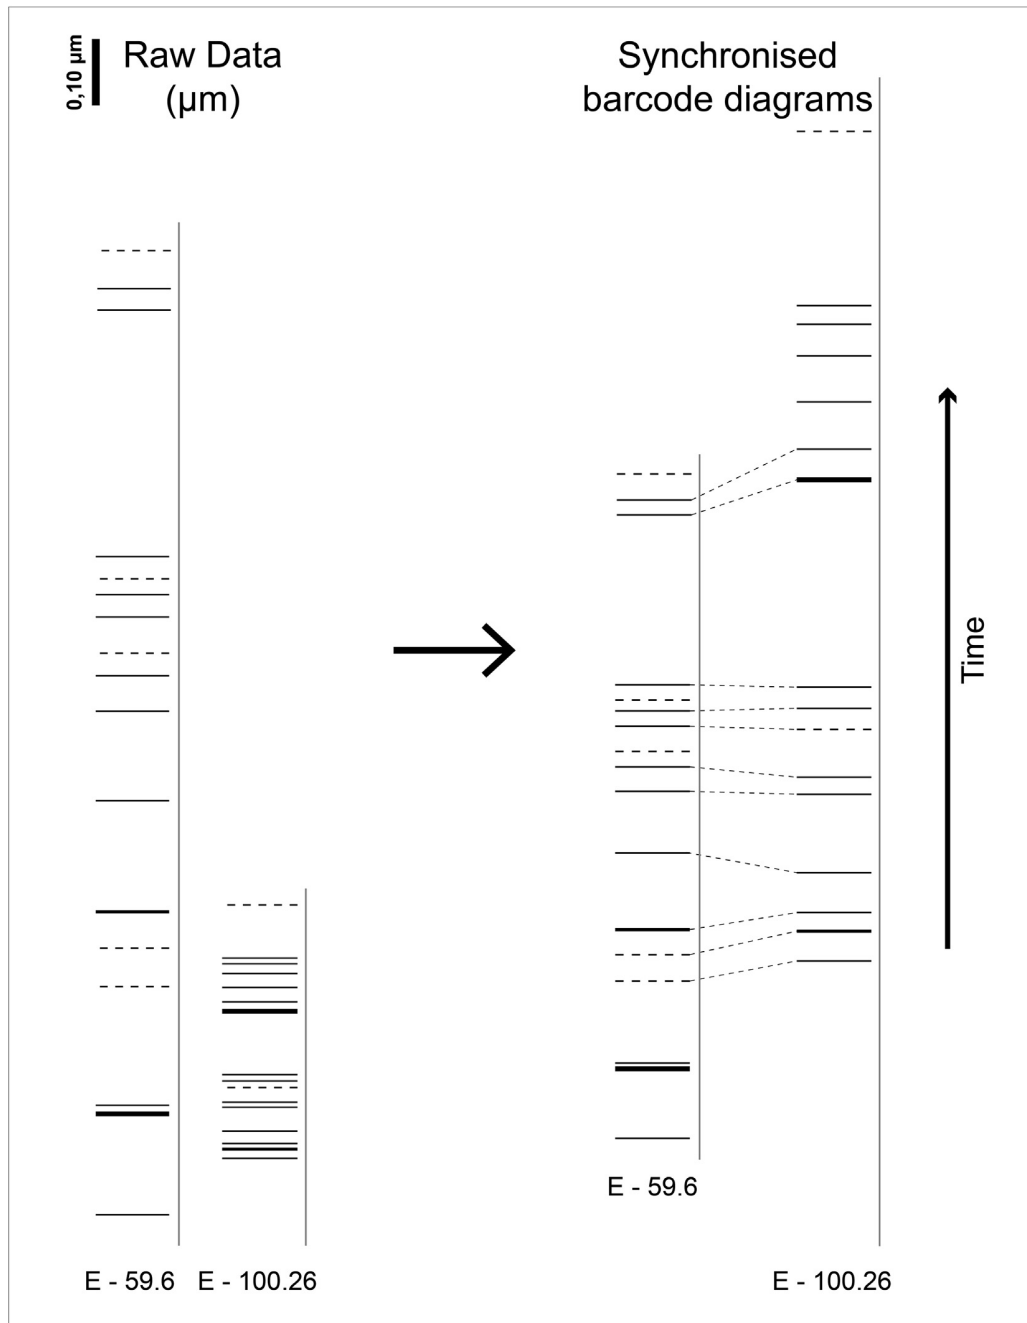 0,10 µm
Raw Data
(µm)
Synchronised
barcode diagrams
Time
E - 59.6
E - 59.6
E - 100.26
E - 100.26